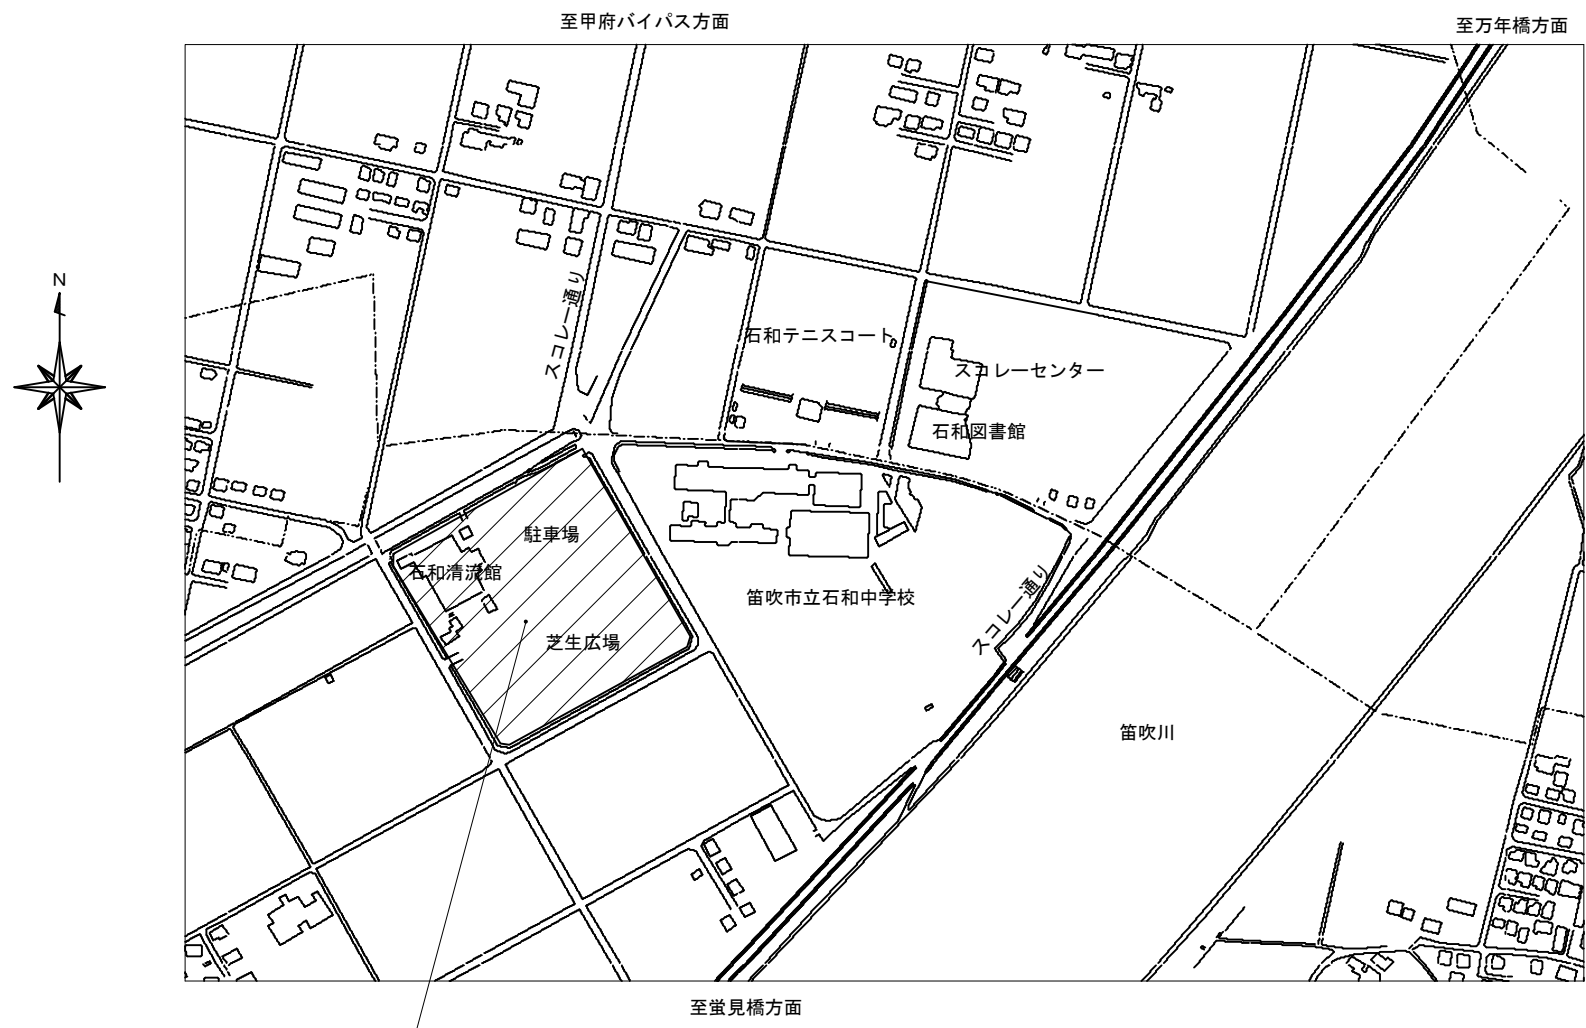 至甲府バイパス方面
至万年橋方面
N
スコレー通り
石和テニスコート
スコレーセンター
石和図書館
駐車場
石和清流館
笛吹市立石和中学校
スコレー通り
芝生広場
笛吹川
至蛍見橋方面